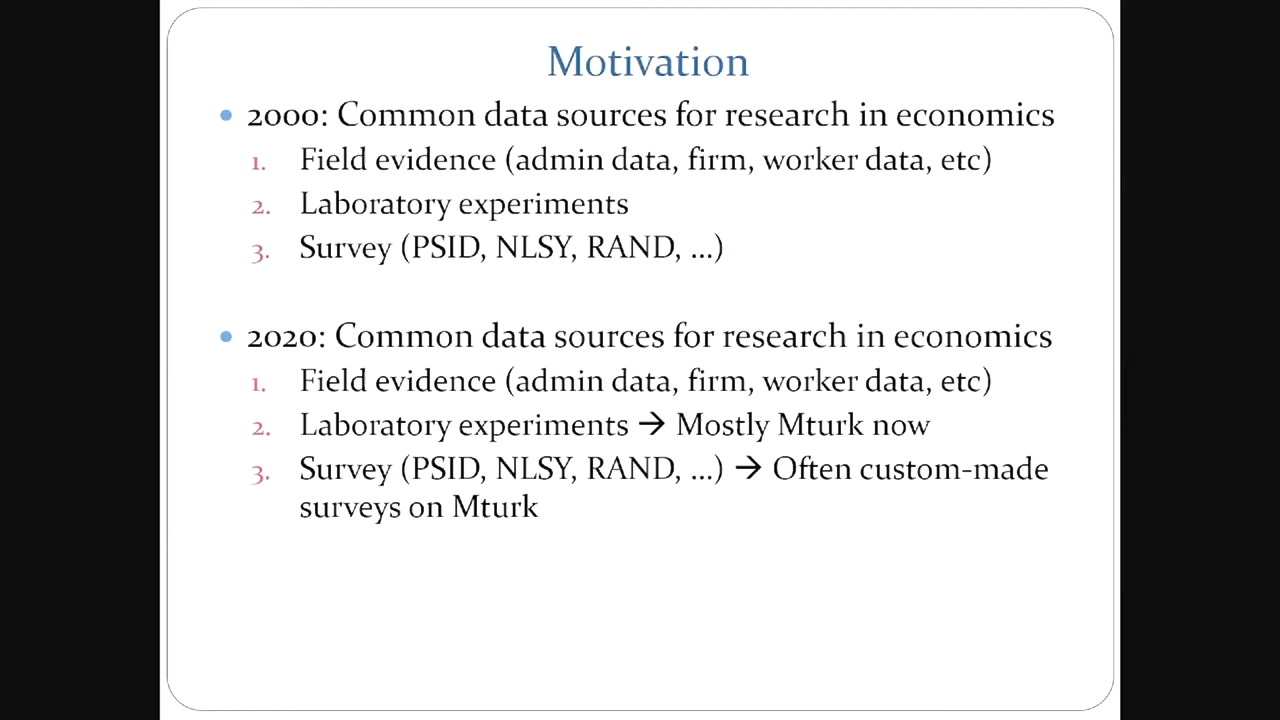 Motivation
• 2000: Common data sources for research in economics
1. Field evidence (admin data, firm, worker data, etc)
2. Laboratory experiments
3. Survey (PSID, NLSY, RAND, ...)
• 2020: Common data sources for research in economics
1. Field evidence (admin data, firm, worker data, etc)
2. Laboratory experiments → Mostly Mturk now
3. Survey (PSID, NLSY, RAND, ...) → Often custom-made
surveys on Mturk